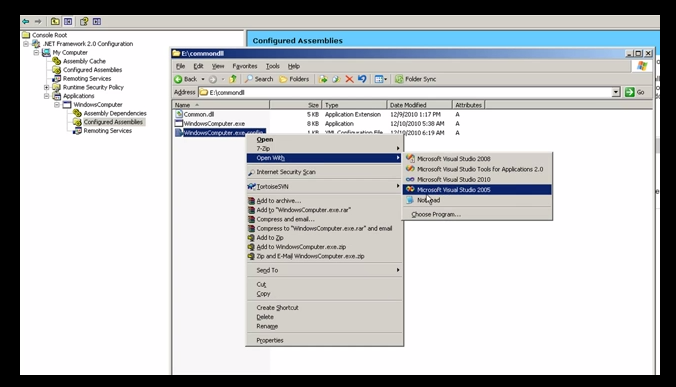 Console Root
.NET Framework 2.0 Configuration
My Computer
Assembly Cache
Configured Assemblies
Remoting Services
Runtime Security Policy
Applications
WindowsComputer
Assembly Dependencies
Configured Assemblies
Remoting Services
Configured Assemblies
E:\commondll
File Edit View Favorites Tools Help
Back Search Folders Folder Sync
Address E:\commondll Go
Name Size Type Date Modified Attributes
Common.dll 5 KB Application Extension 12/9/2010 1:17 PM A
WindowsComputer.exe 8 KB Application 12/10/2010 5:38 AM A
WindowsComputer.exe.config 1 KB XML Configuration File 12/10/2010 6:19 AM A
Open
7-Zip
Open With
Internet Security Scan
TortoiseSVN
Add to archive...
Add to "WindowsComputer.exe.rar"
Compress and email...
Compress to "WindowsComputer.exe.rar" and email
Add to Zip
Add to WindowsComputer.exe.zip
Zip and E-Mail WindowsComputer.exe.zip
Send To
Cut
Copy
Create Shortcut
Delete
Rename
Properties
Microsoft Visual Studio 2008
Microsoft Visual Studio Tools for Applications 2.0
Microsoft Visual Studio 2010
Microsoft Visual Studio 2005
Notepad
Choose Program...